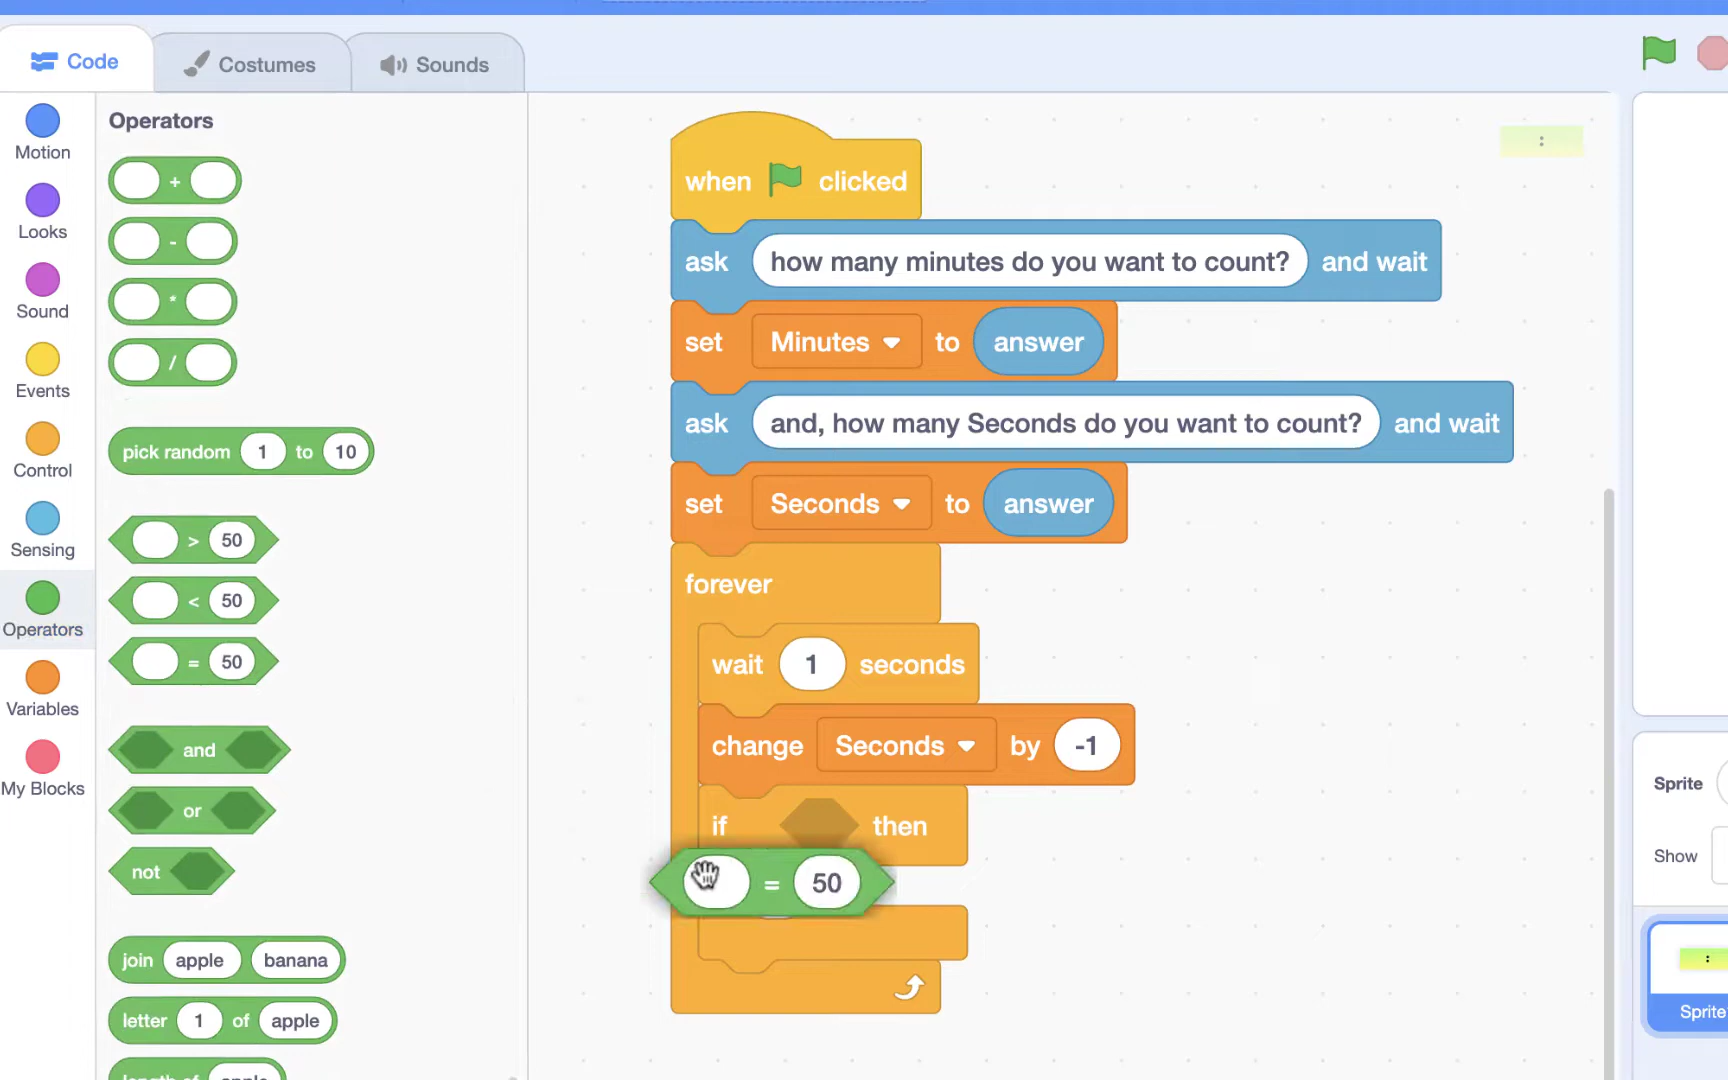 Code
Costumes
Sounds
Motion
Looks
Sound
Events
Control
Sensing
Operators
Variables
My Blocks
Operators
+
-
*
/
pick random 1 to 10
> 50
< 50
= 50
and
or
not
join apple banana
letter 1 of apple
length of apple
when clicked
ask how many minutes do you want to count? and wait
set Minutes to answer
ask and, how many Seconds do you want to count? and wait
set Seconds to answer
forever
wait 1 seconds
change Seconds by -1
if then
= 50
:
Sprite
Show
:
Sprite